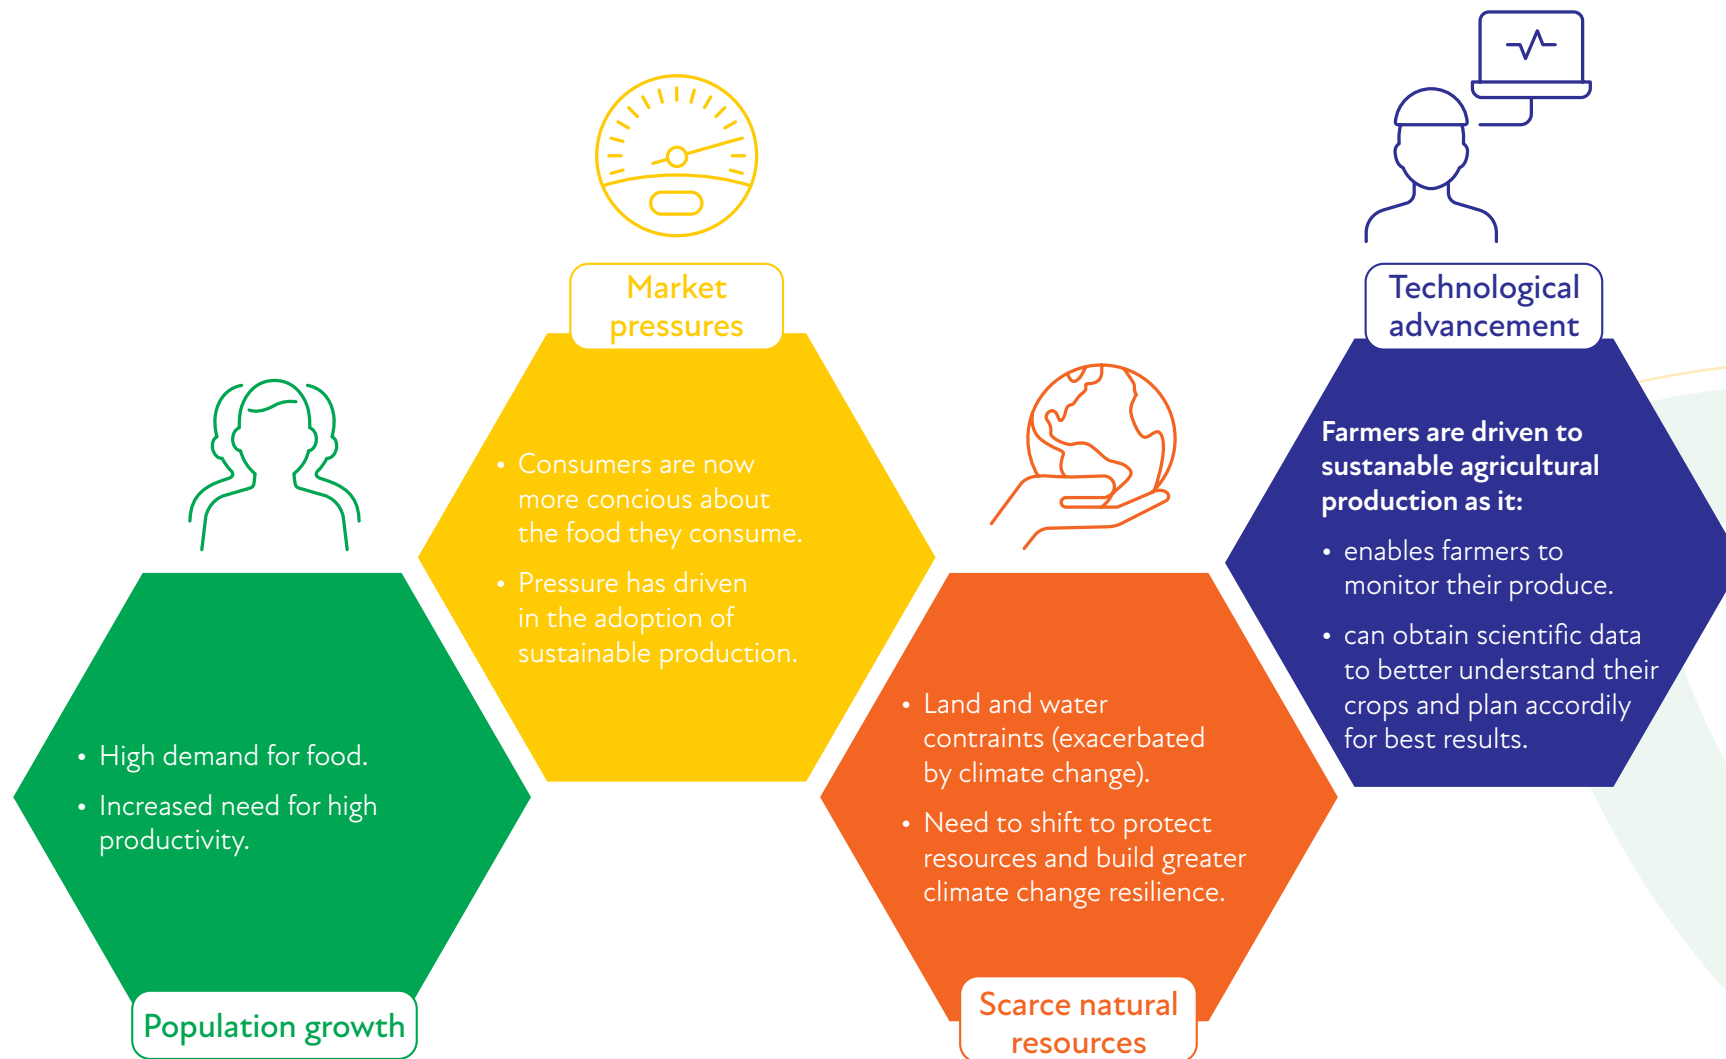 Market
pressures
• Consumers are now
more concious about
the food they consume.
• Pressure has driven
in the adoption of
sustainable production.
Technological
advancement
Farmers are driven to
sustanable agricultural
production as it:
• enables farmers to
monitor their produce.
• can obtain scientific data
to better understand their
crops and plan accordily
for best results.
• High demand for food.
• Increased need for high
productivity.
Population growth
• Land and water
contraints (exacerbated
by climate change).
• Need to shift to protect
resources and build greater
climate change resilience.
Scarce natural
resources